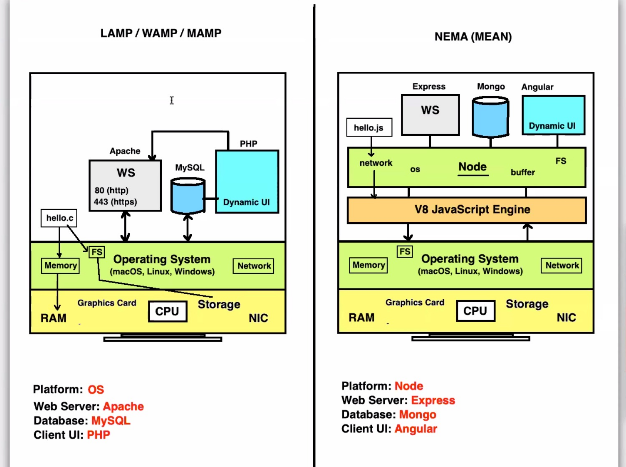 LAMP / WAMP / MAMP
Apache
MySQL
PHP
WS
80 (http)
443 (https)
Dynamic UI
hello.c
Memory
FS
Operating System
(macOS, Linux, Windows)
Network
Graphics Card
Storage
CPU
RAM
NIC
Platform: OS
Web Server: Apache
Database: MySQL
Client UI: PHP
NEMA (MEAN)
Express
Mongo
Angular
WS
Dynamic UI
hello.js
network
os
Node
buffer
FS
V8 JavaScript Engine
FS
Memory
Operating System
(macOS, Linux, Windows)
Network
Graphics Card
Storage
CPU
RAM
NIC
Platform: Node
Web Server: Express
Database: Mongo
Client UI: Angular